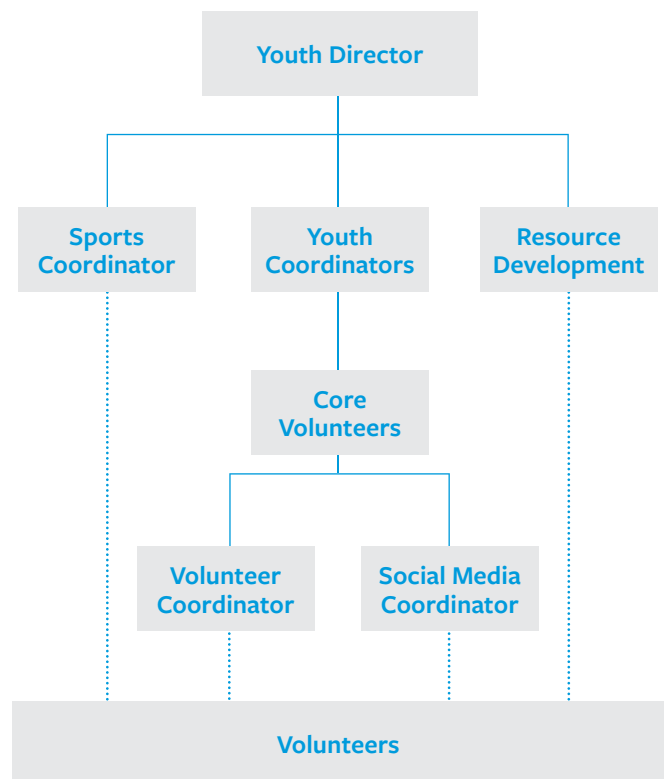 Youth Director
Sports
Coordinator
Youth
Coordinators
Resource
Development
Core
Volunteers
Volunteer
Coordinator
Social Media
Coordinator
Volunteers